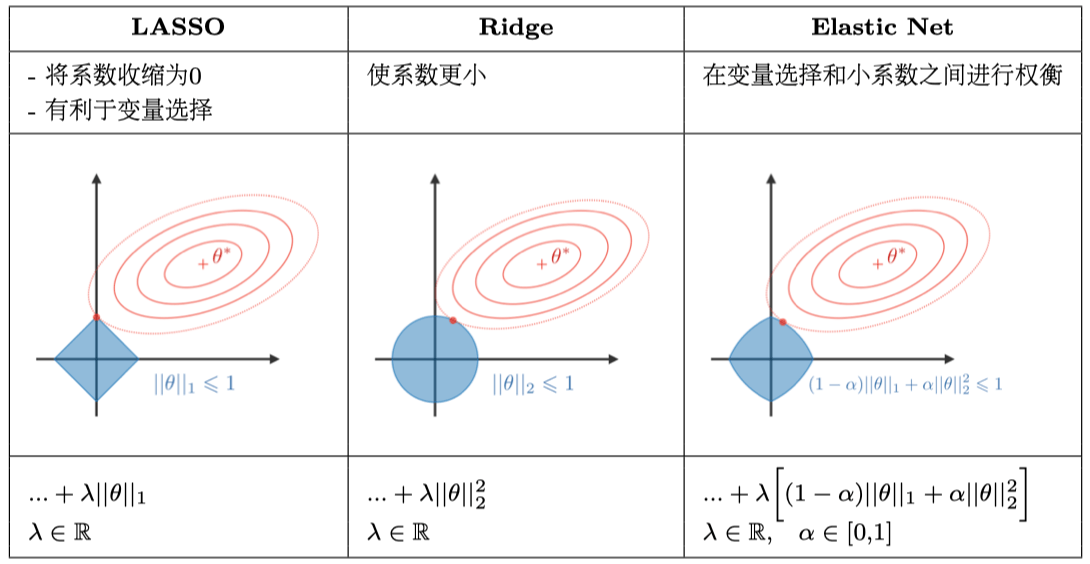 LASSO
Ridge
Elastic Net
- 将系数收缩为0
- 有利于变量选择
使系数更小
在变量选择和小系数之间进行权衡
θ*
||θ||₁ ⩽ 1
θ*
||θ||₂ ⩽ 1
θ*
(1 − α)||θ||₁ + α||θ||₂² ⩽ 1
... + λ||θ||₁
λ ∈ ℝ
... + λ||θ||₂²
λ ∈ ℝ
... + λ[(1 − α)||θ||₁ + α||θ||₂²]
λ ∈ ℝ, α ∈ [0,1]